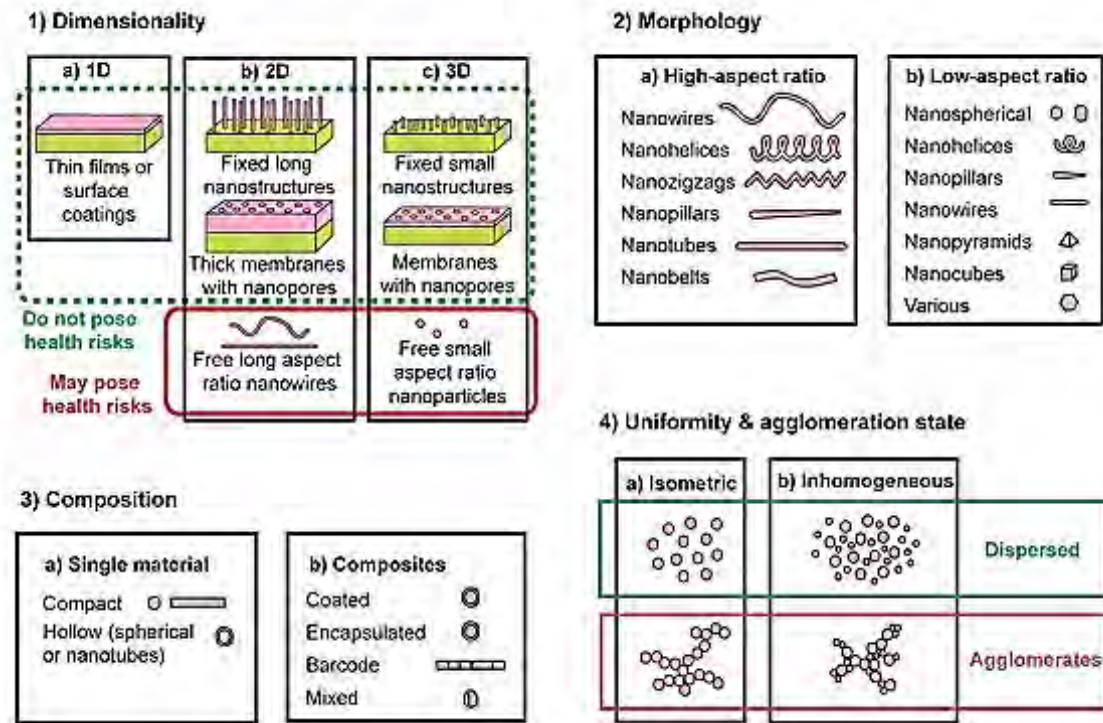 1) Dimensionality
a) 1D
Thin films or
surface
coatings
b) 2D
Fixed long
nanostructures
Thick membranes
with nanopores
c) 3D
Fixed small
nanostructures
Membranes
with nanopores
Do not pose
health risks
May pose
health risks
Free long aspect
ratio nanowires
Free small
aspect ratio
nanoparticles
2) Morphology
a) High-aspect ratio
Nanowires
Nanohelices
Nanozigzags
Nanopillars
Nanotubes
Nanobelts
b) Low-aspect ratio
Nanospherical
Nanohelices
Nanopillars
Nanowires
Nanopyramids
Nanocubes
Various
3) Composition
a) Single material
Compact
Hollow (spherical
or nanotubes)
b) Composites
Coated
Encapsulated
Barcode
Mixed
4) Uniformity & agglomeration state
a) Isometric
b) Inhomogeneous
Dispersed
Agglomerates